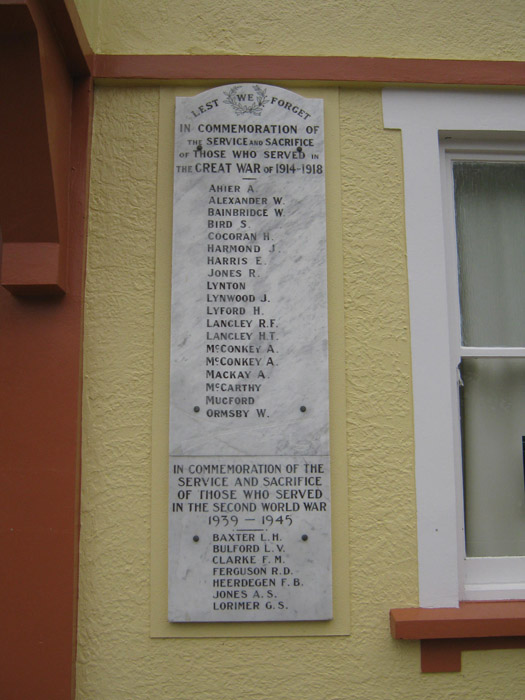 LEST WE FORGET
IN COMMEMORATION OF
THE SERVICE AND SACRIFICE
OF THOSE WHO SERVED IN
THE GREAT WAR OF 1914-1918
AHIER A.
ALEXANDER W.
BAINBRIDGE W.
BIRD S.
COCORAN H.
HARMOND J.
HARRIS E.
JONES R.
LYNTON
LYNWOOD J.
LYFORD H.
LANGLEY R.F.
LANGLEY H.T.
McCONKEY A.
McCONKEY A.
MACKAY A.
McCARTHY
MUGFORD
ORMSBY W.
IN COMMEMORATION OF THE
SERVICE AND SACRIFICE
OF THOSE WHO SERVED
IN THE SECOND WORLD WAR
1939 - 1945
BAXTER L.H.
BULFORD L.V.
CLARKE F.M.
FERGUSON R.D.
HEERDEGEN F.B.
JONES A.S.
LORIMER G.S.